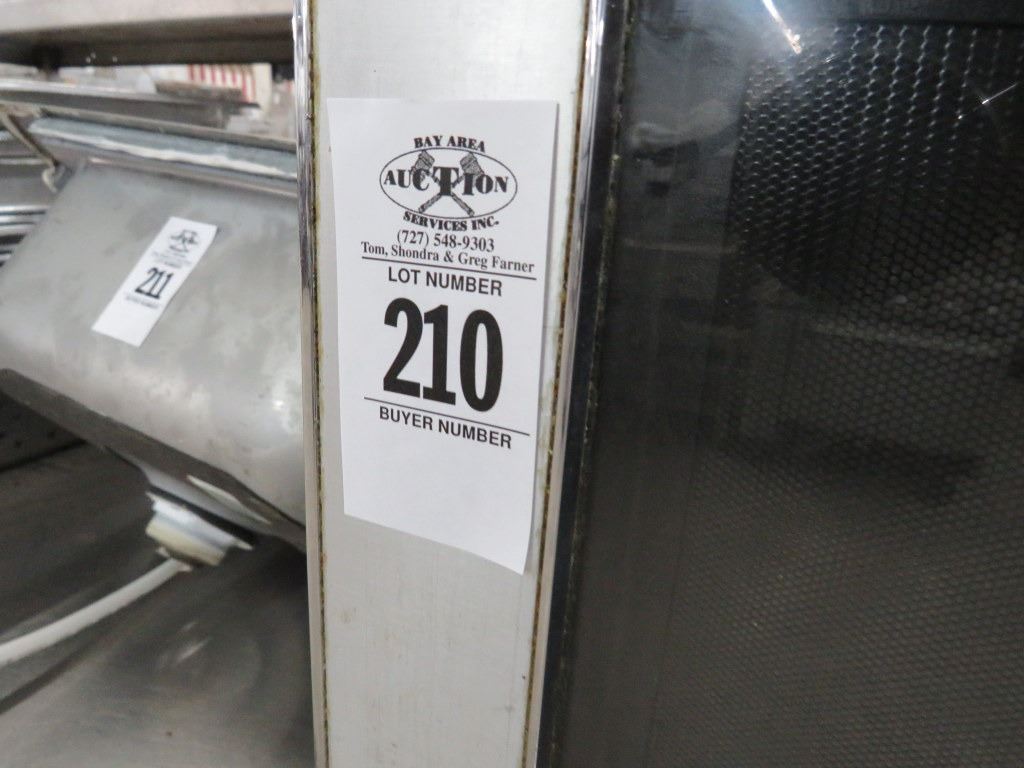 BAY AREA
AUCTION
SERVICES INC.
(727) 548-9303
Tom, Shondra & Greg Farner
LOT NUMBER
210
BUYER NUMBER
211